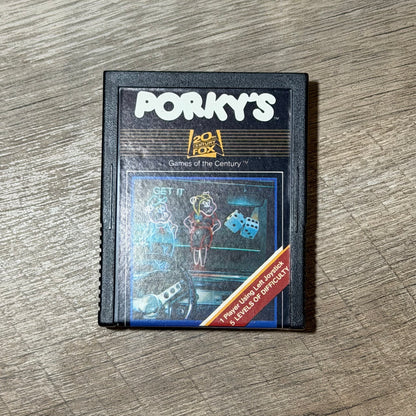 PORKY'S™
20th
CENTURY
FOX
Games of the Century™
GET IT
1 Player Using Left Joystick
5 LEVELS OF DIFFICULTY